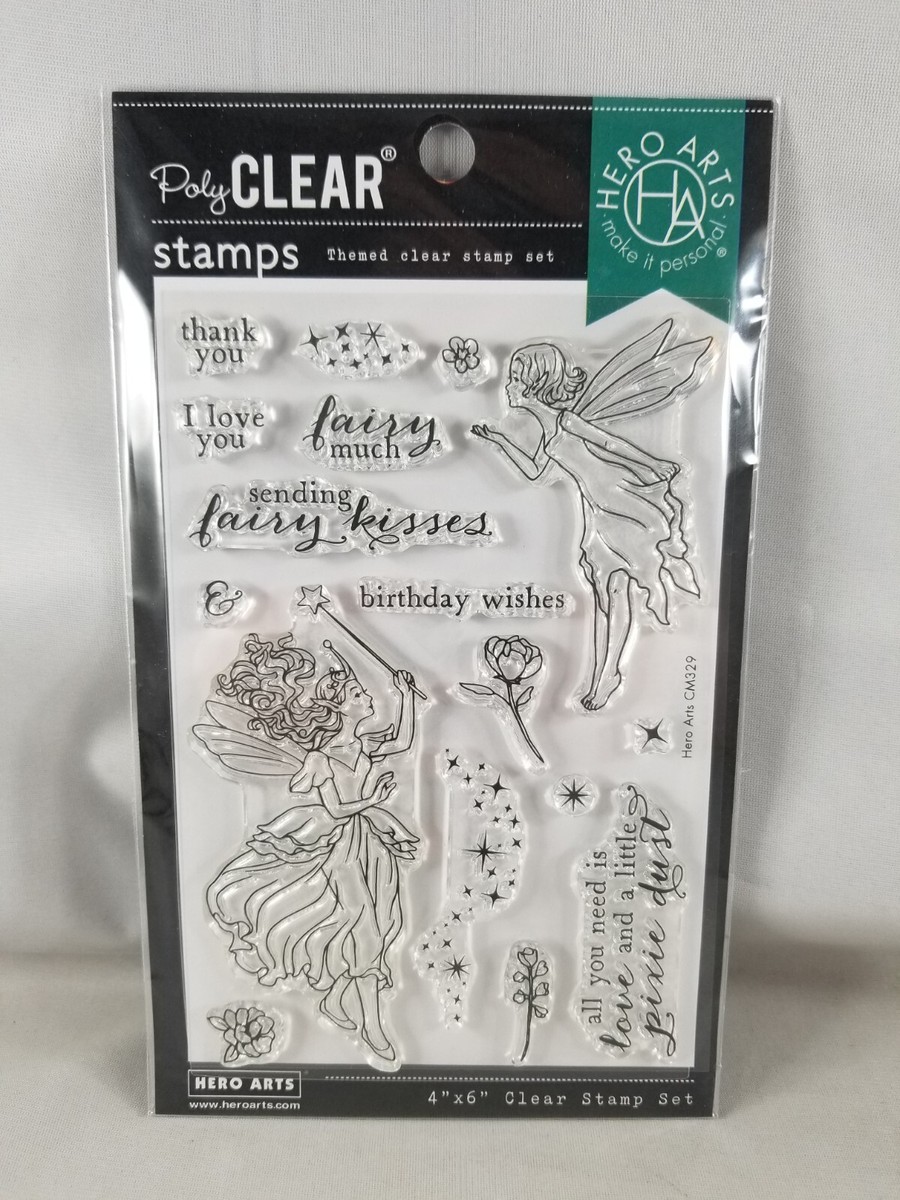 PolyCLEAR®
stamps Themed clear stamp set
HERO ARTS
HA
·make it personal.®
thank
you
I love
you
fairy
much
sending
fairy kisses
&
birthday wishes
Hero Arts CM329
all you need is
love and a little
pixie dust
HERO ARTS
www.heroarts.com
4"x6" Clear Stamp Set